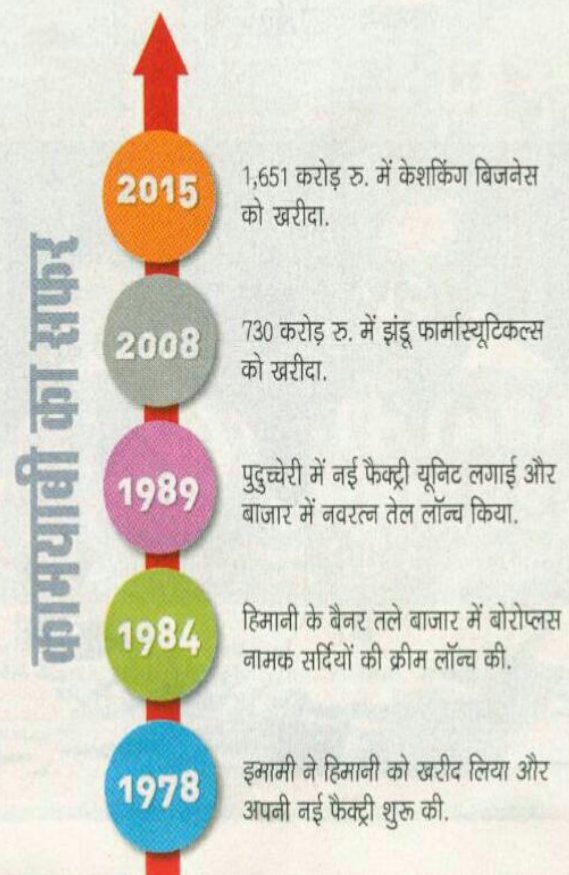 कामयाबी का सफर
2015
1,651 करोड़ रु. में केशकिंग बिजनेस
को खरीदा.
2008
730 करोड़ रु. में झंडू फार्मास्यूटिकल्स
को खरीदा.
1989
पुदुच्चेरी में नई फैक्ट्री यूनिट लगाई और
बाजार में नवरत्न तेल लॉन्च किया.
1984
हिमानी के बैनर तले बाजार में बोरोप्लस
नामक सर्दियों की क्रीम लॉन्च की.
1978
इमामी ने हिमानी को खरीद लिया और
अपनी नई फैक्ट्री शुरू की.